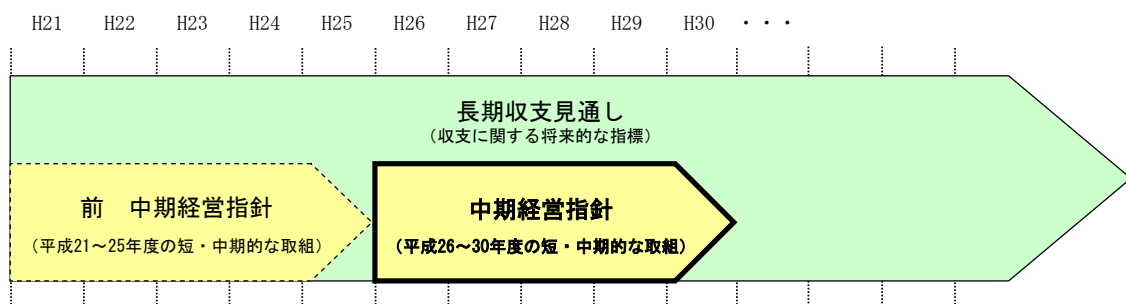 H21 H22 H23 H24 H25 H26 H27 H28 H29 H30 ・・・
長期収支見通し
(収支に関する将来的な指標)
前　中期経営指針
(平成21～25年度の短・中期的な取組)
中期経営指針
(平成26～30年度の短・中期的な取組)